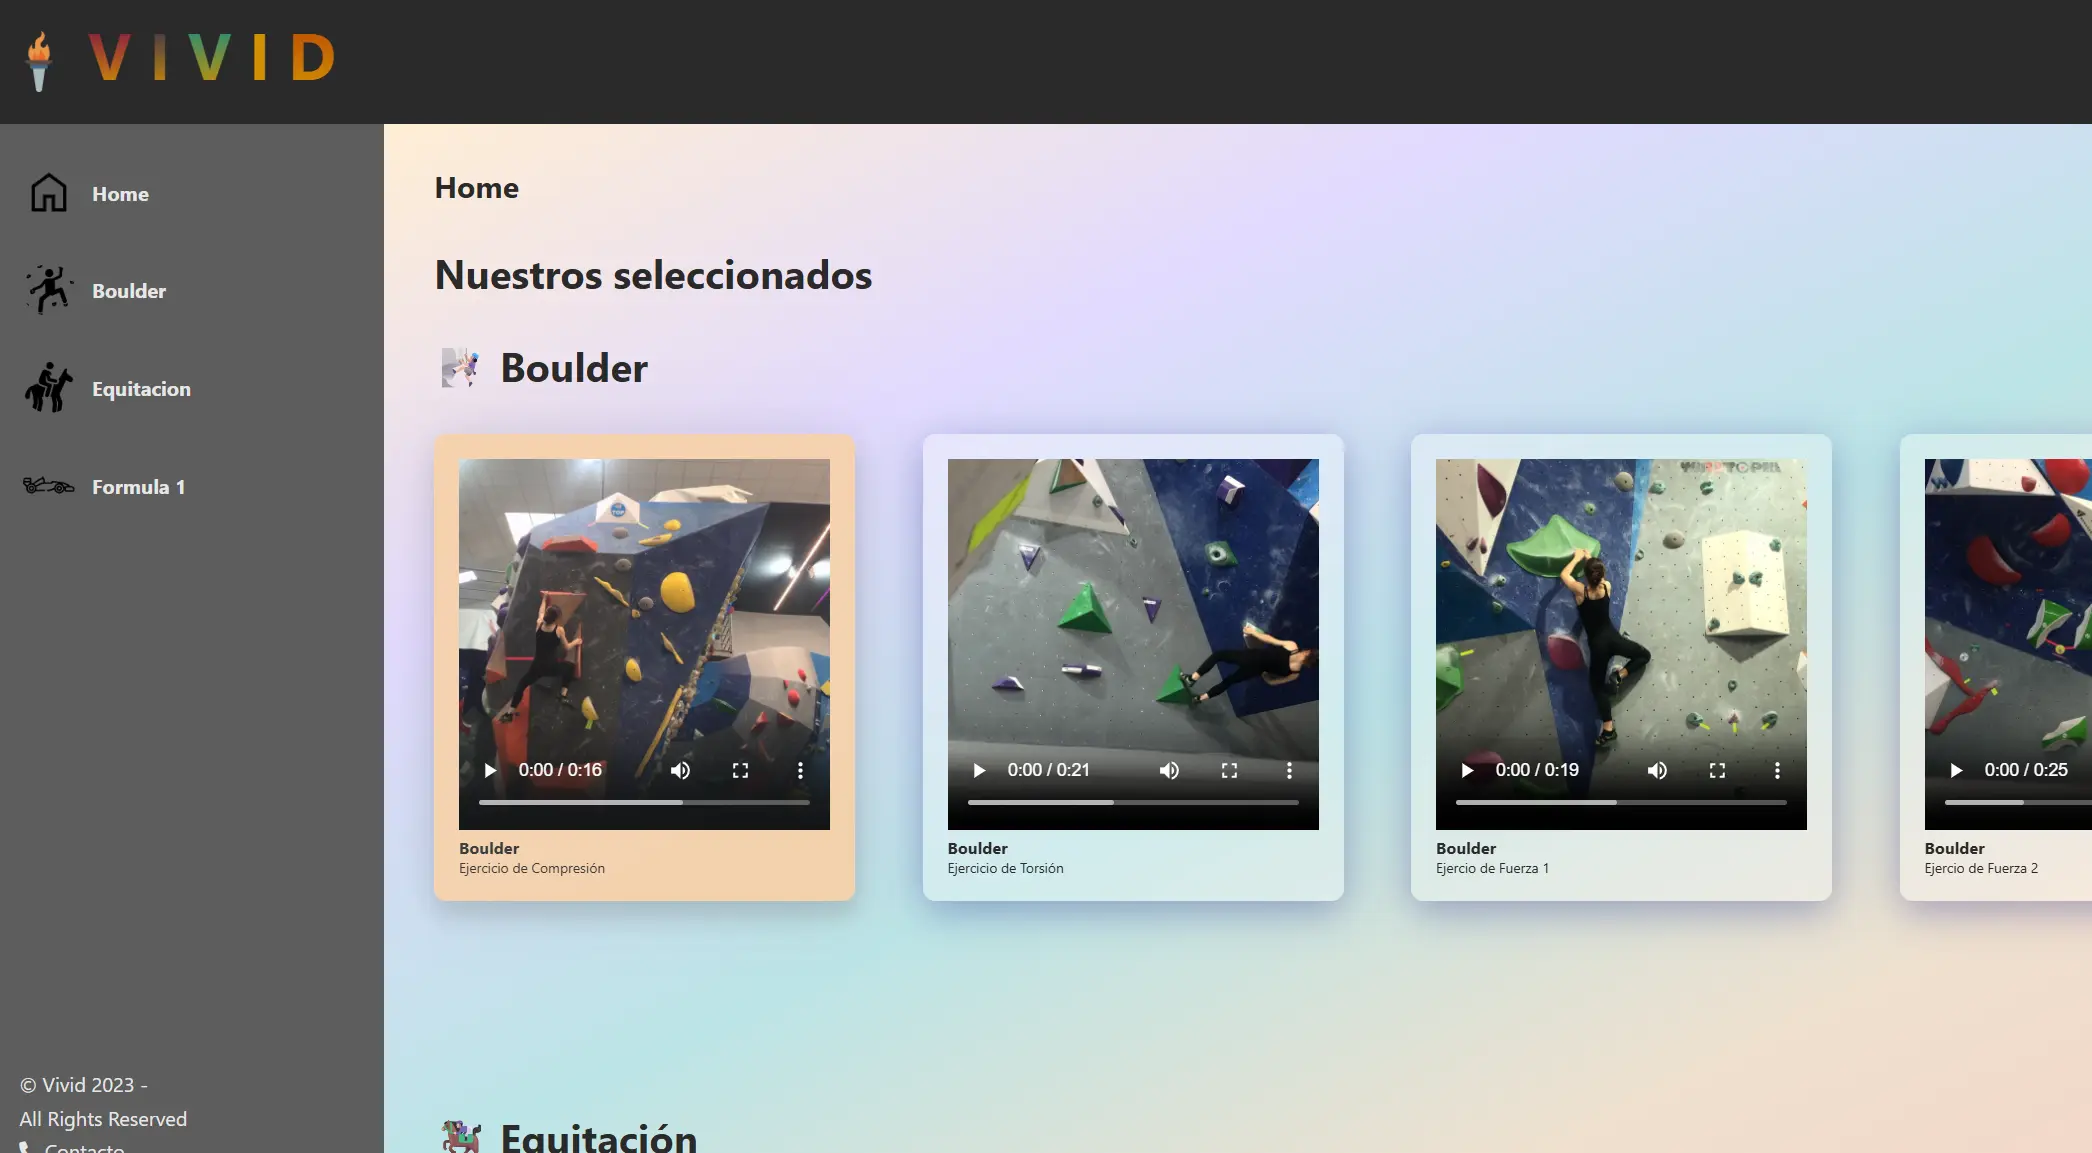 VIVID
Home
Boulder
Equitacion
Formula 1
© Vivid 2023 -
All Rights Reserved
Contacto
Home
Nuestros seleccionados
Boulder
TOP
0:00 / 0:16
Boulder
Ejercicio de Compresión
0:00 / 0:21
Boulder
Ejercicio de Torsión
0:00 / 0:19
Boulder
Ejercio de Fuerza 1
0:00 / 0:25
Boulder
Ejercio de Fuerza 2
Equitación